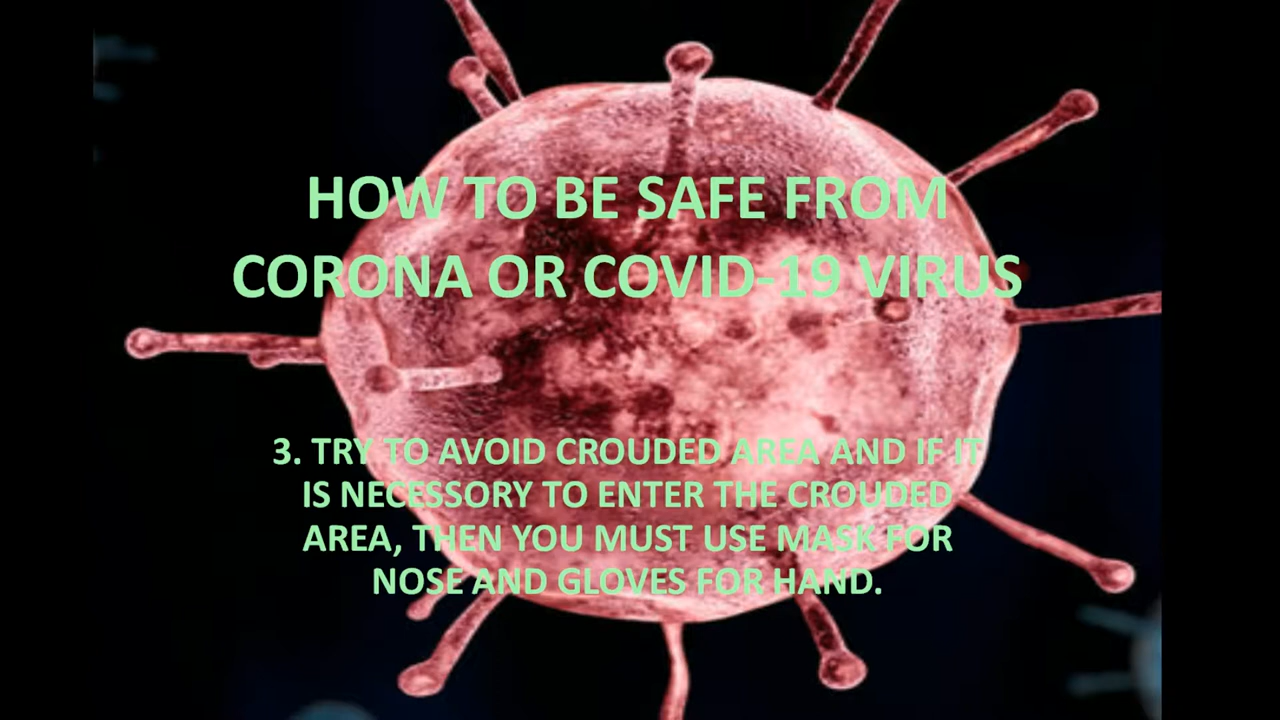 HOW TO BE SAFE FROM
CORONA OR COVID-19 VIRUS
3. TRY TO AVOID CROUDED AREA AND IF IT
IS NECESSORY TO ENTER THE CROUDED
AREA, THEN YOU MUST USE MASK FOR
NOSE AND GLOVES FOR HAND.